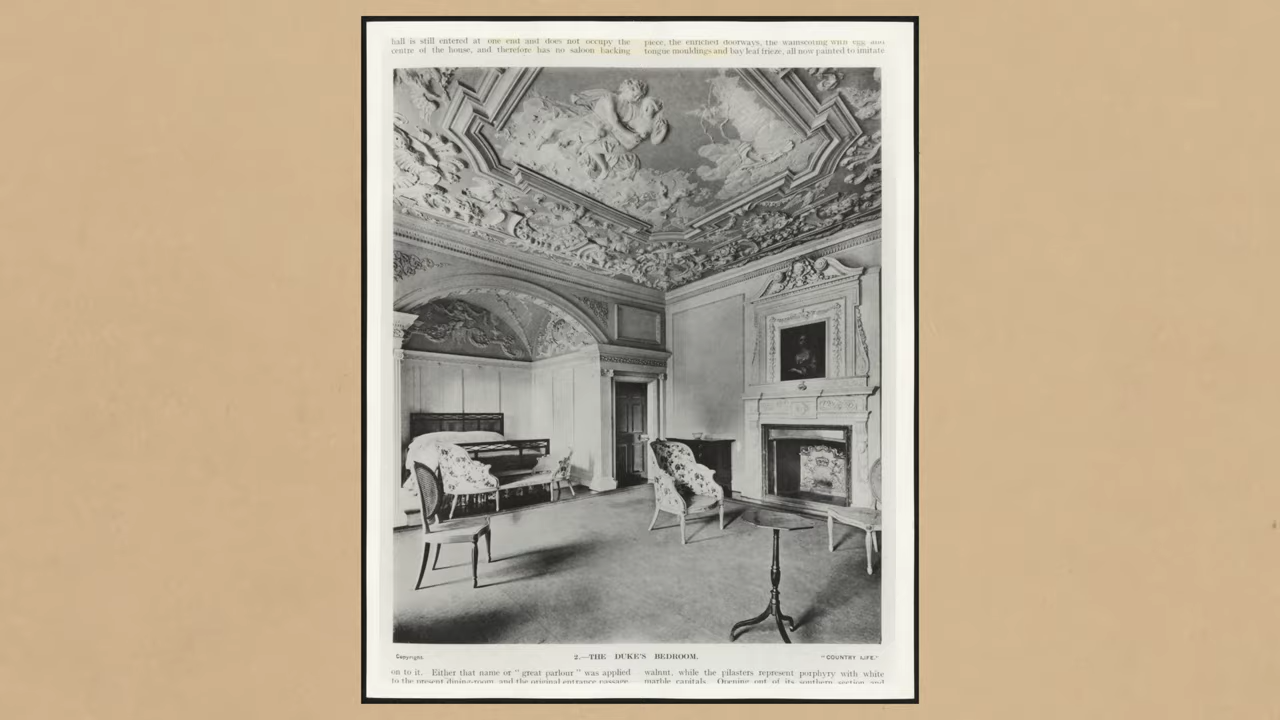 hall is still entered at one end and does not occupy the
centre of the house, and therefore has no saloon backing
piece, the enriched doorways, the wainscoting with egg and
tongue mouldings and bay leaf frieze, all now painted to imitate
Copyright.
2.—THE DUKE'S BEDROOM.
"COUNTRY LIFE."
on to it. Either that name or "great parlour" was applied
to the present dining-room, and the original entrance passage,
walnut, while the pilasters represent porphyry with white
marble capitals. Opening out of its southern section and